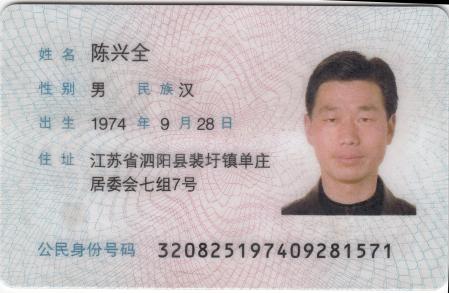 姓名 陈兴全
性别 男 民族 汉
出生 1974 年 9 月 28 日
住址 江苏省泗阳县裴圩镇单庄
居委会七组7号
公民身份号码 320825197409281571